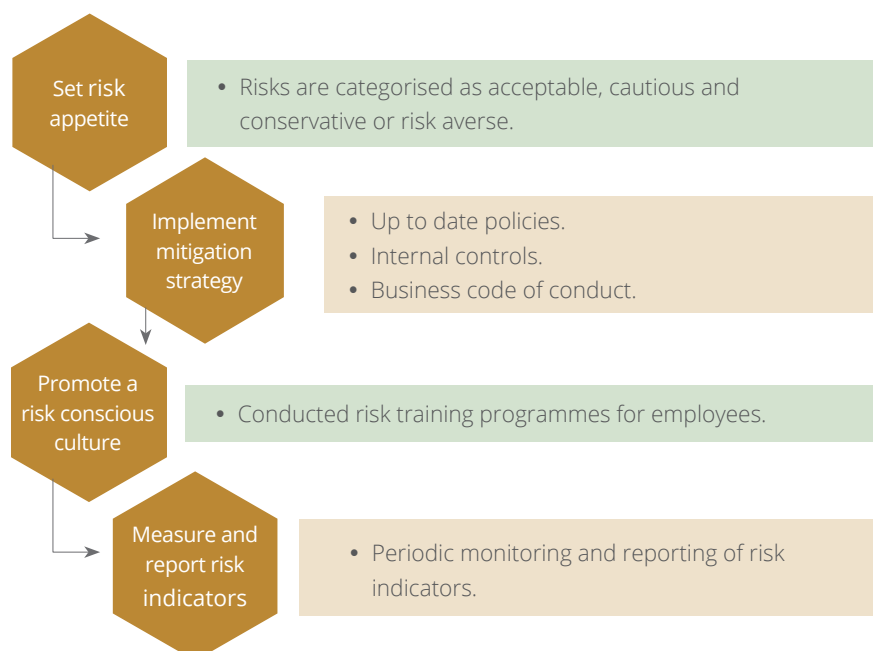 Set risk
appetite
• Risks are categorised as acceptable, cautious and
conservative or risk averse.
Implement
mitigation
strategy
• Up to date policies.
• Internal controls.
• Business code of conduct.
Promote a
risk conscious
culture
• Conducted risk training programmes for employees.
Measure and
report risk
indicators
• Periodic monitoring and reporting of risk
indicators.